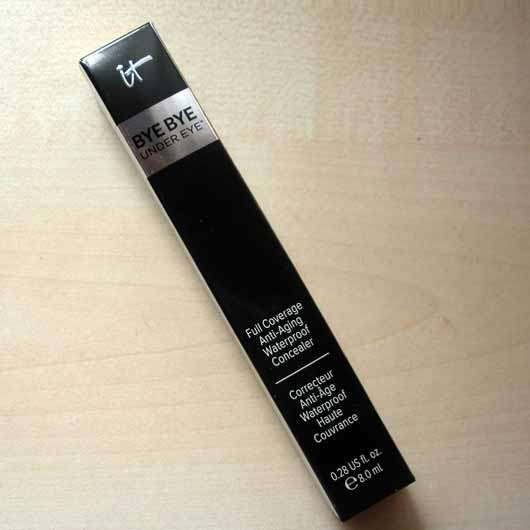 it
BYE BYE
UNDER EYE®
Full Coverage
Anti-Aging
Waterproof
Concealer
Correcteur
Anti-Âge
Waterproof
Haute
Couvrance
0.28 US fl. oz.
℮8.0 ml